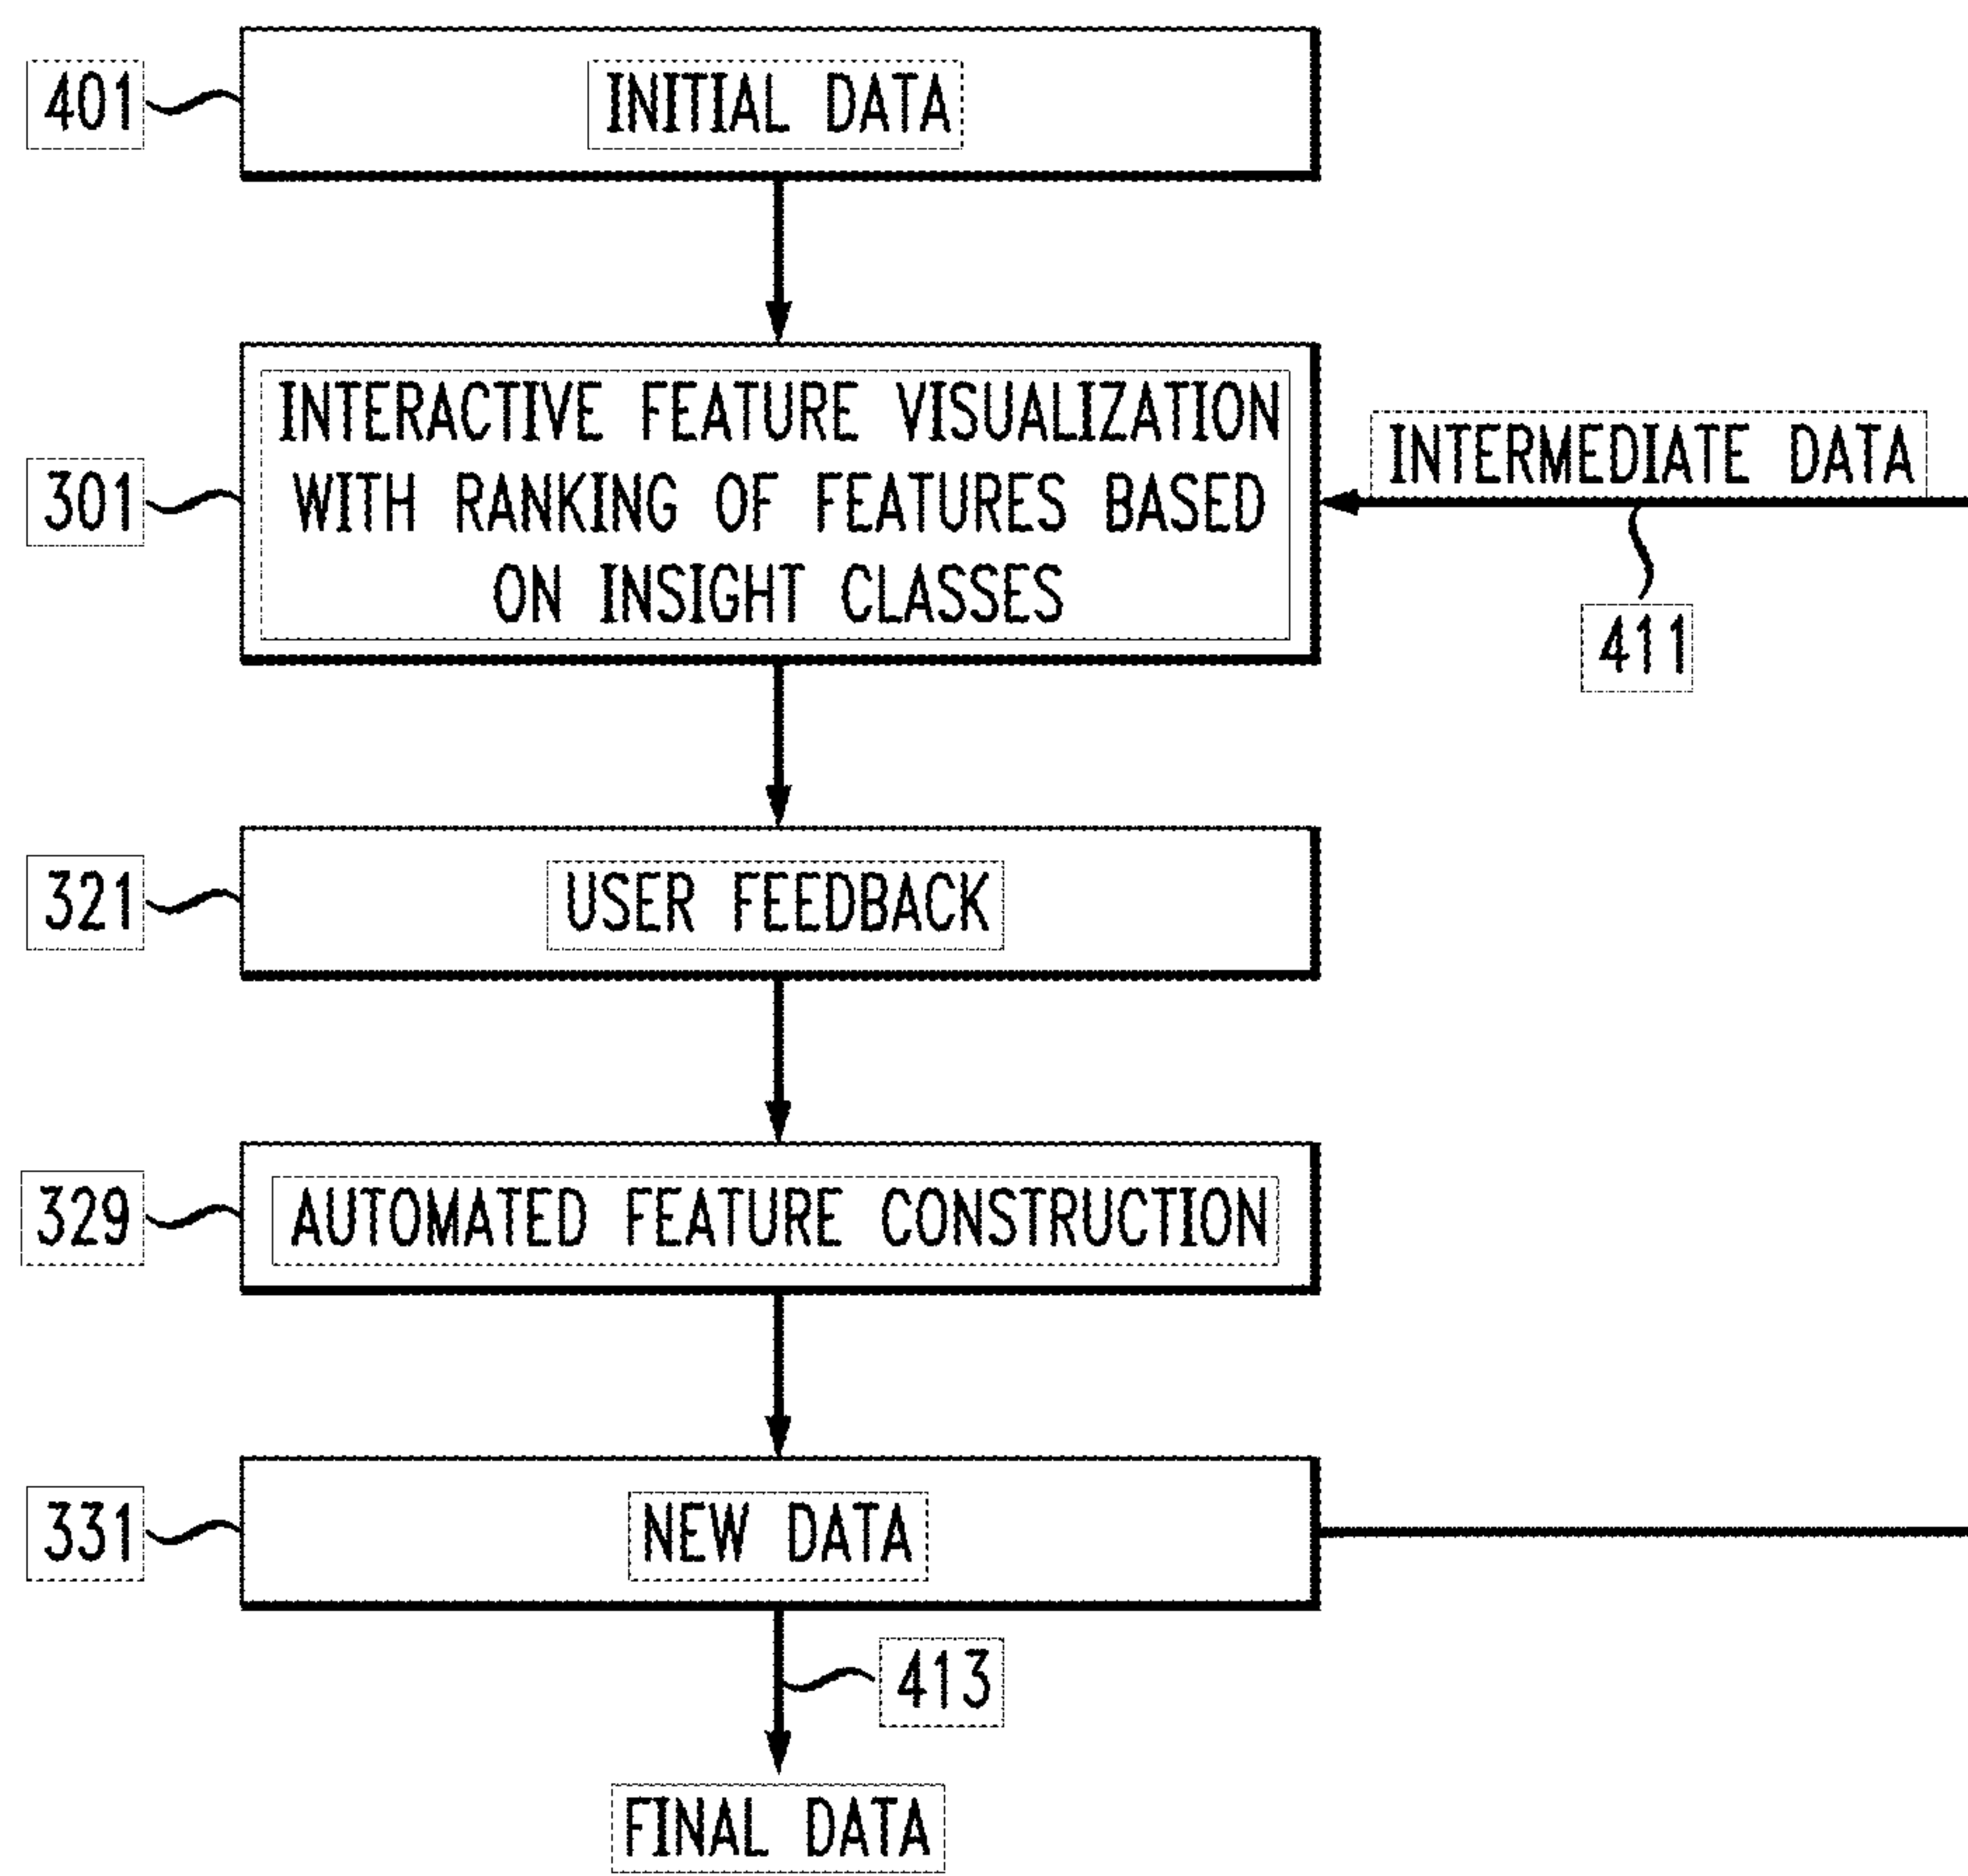 401
INITIAL DATA
301
INTERACTIVE FEATURE VISUALIZATION
WITH RANKING OF FEATURES BASED
ON INSIGHT CLASSES
INTERMEDIATE DATA
411
321
USER FEEDBACK
329
AUTOMATED FEATURE CONSTRUCTION
331
NEW DATA
413
FINAL DATA